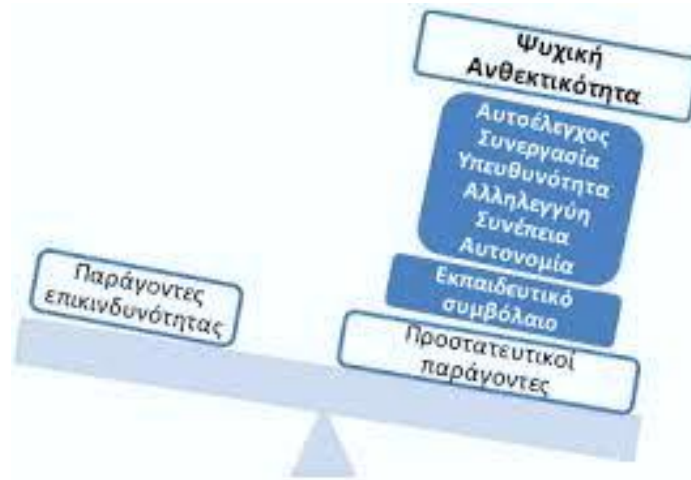 Ψυχική
Ανθεκτικότητα
Αυτοέλεγχος
Συνεργασία
Υπευθυνότητα
Αλληλεγγύη
Συνέπεια
Αυτονομία
Εκπαιδευτικό
συμβόλαιο
Προστατευτικοί
παράγοντες
Παράγοντες
επικινδυνότητας